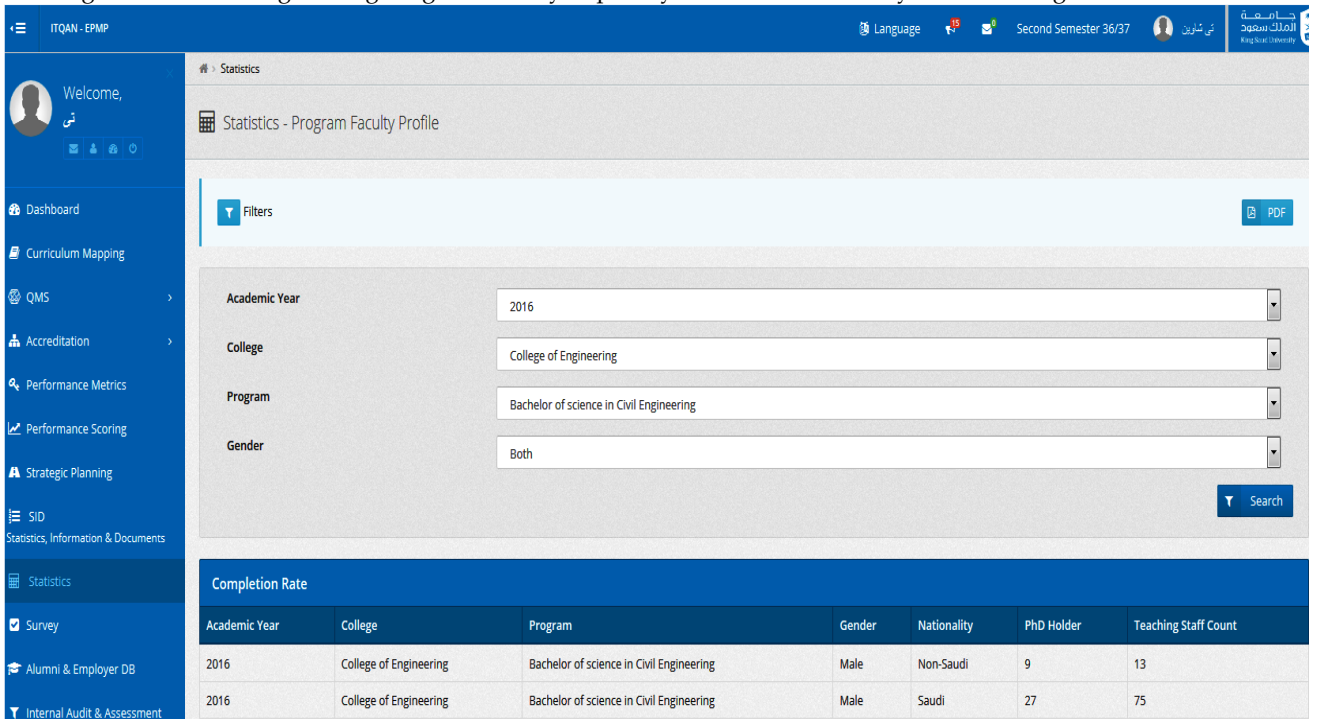 ITQAN - EPMP
Language
15
0
Second Semester 36/37
جـــامـــعـــة
الملك سعود
King Saud University
Statistics
Welcome,
تى
Statistics - Program Faculty Profile
Dashboard
Filters
PDF
Curriculum Mapping
QMS
Academic Year
2016
Accreditation
College
College of Engineering
Performance Metrics
Program
Bachelor of science in Civil Engineering
Performance Scoring
Gender
Both
Strategic Planning
Search
SID
Statistics, Information & Documents
Statistics
Completion Rate
Survey
Academic Year College Program Gender Nationality PhD Holder Teaching Staff Count
Alumni & Employer DB
2016 College of Engineering Bachelor of science in Civil Engineering Male Non-Saudi 9 13
2016 College of Engineering Bachelor of science in Civil Engineering Male Saudi 27 75
Internal Audit & Assessment